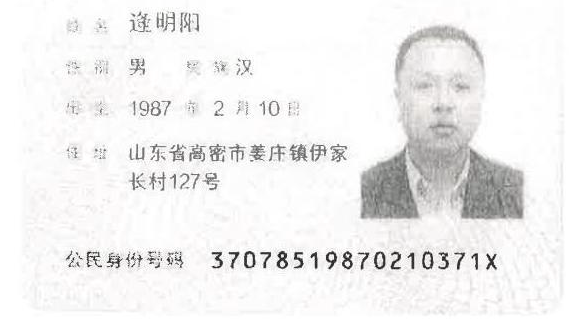 姓名 逄明阳
性别 男 民族 汉
出生 1987 年 2 月 10 日
住址 山东省高密市姜庄镇伊家
长村127号
公民身份号码 37078519870210371X